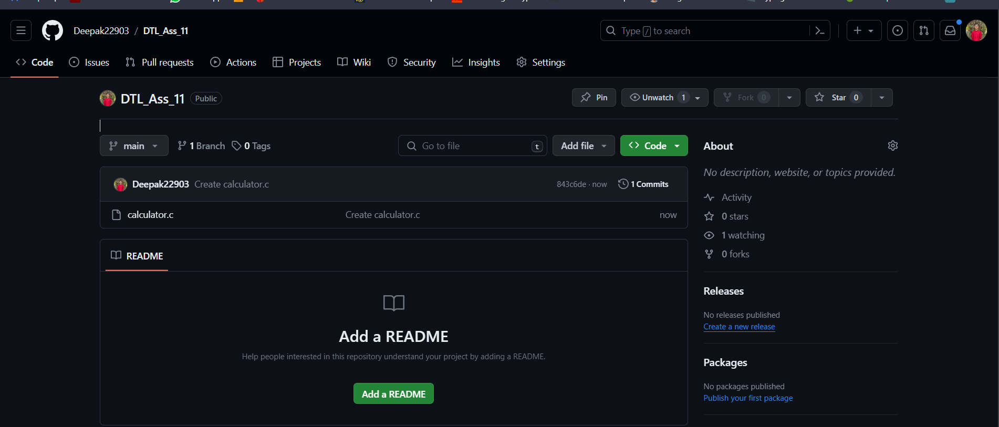 Deepak22903 / DTL_Ass_11
Type / to search
Code Issues Pull requests Actions Projects Wiki Security Insights Settings
DTL_Ass_11 Public
Pin Unwatch 1 Fork 0 Star 0
main 1 Branch 0 Tags
Go to file t Add file Code
Deepak22903 Create calculator.c 843c6de · now 1 Commits
calculator.c Create calculator.c now
README
Add a README
Help people interested in this repository understand your project by adding a README.
Add a README
About
No description, website, or topics provided.
Activity
0 stars
1 watching
0 forks
Releases
No releases published
Create a new release
Packages
No packages published
Publish your first package